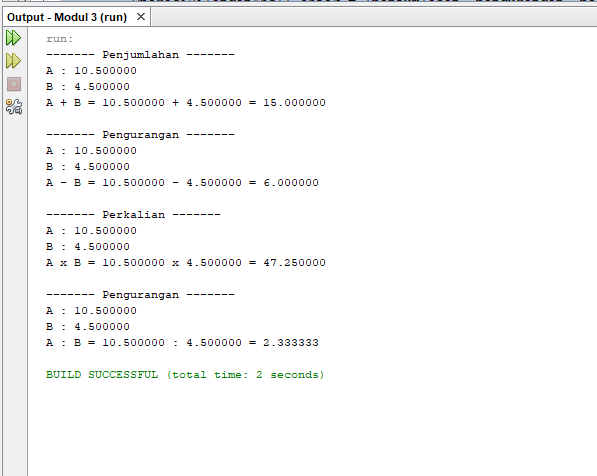 Output - Modul 3 (run) ×
run:
------- Penjumlahan -------
A : 10.500000
B : 4.500000
A + B = 10.500000 + 4.500000 = 15.000000
------- Pengurangan -------
A : 10.500000
B : 4.500000
A - B = 10.500000 - 4.500000 = 6.000000
------- Perkalian -------
A : 10.500000
B : 4.500000
A x B = 10.500000 x 4.500000 = 47.250000
------- Pengurangan -------
A : 10.500000
B : 4.500000
A : B = 10.500000 : 4.500000 = 2.333333
BUILD SUCCESSFUL (total time: 2 seconds)